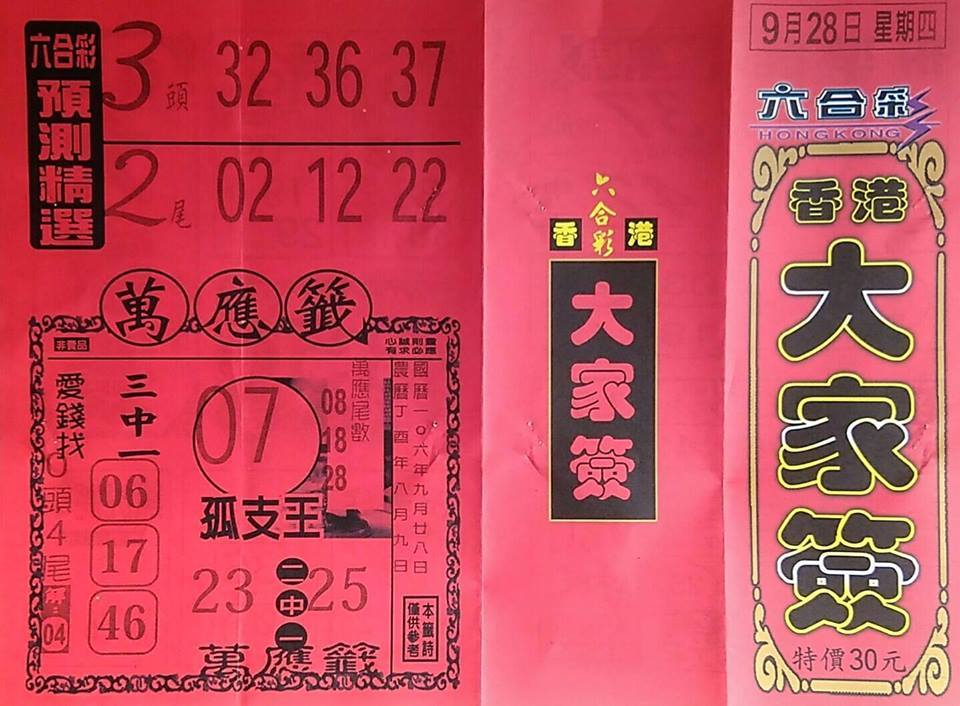 六合彩
預測精選
3頭 32 36 37
2尾 02 12 22
萬應籤
非賣品
心誠則靈
有求必應
國曆一〇六年九月廿八日
農曆丁酉年八月九日
萬應尾數
08
18
28
07
孤支王
三中一
06
17
46
愛錢找
0頭4尾
04
23 二中一 25
萬應籤
本籤詩
僅供參考
六合彩
香港
大家簽
9月28日 星期四
六合彩
HONGKONG
香港
大家簽
特價30元